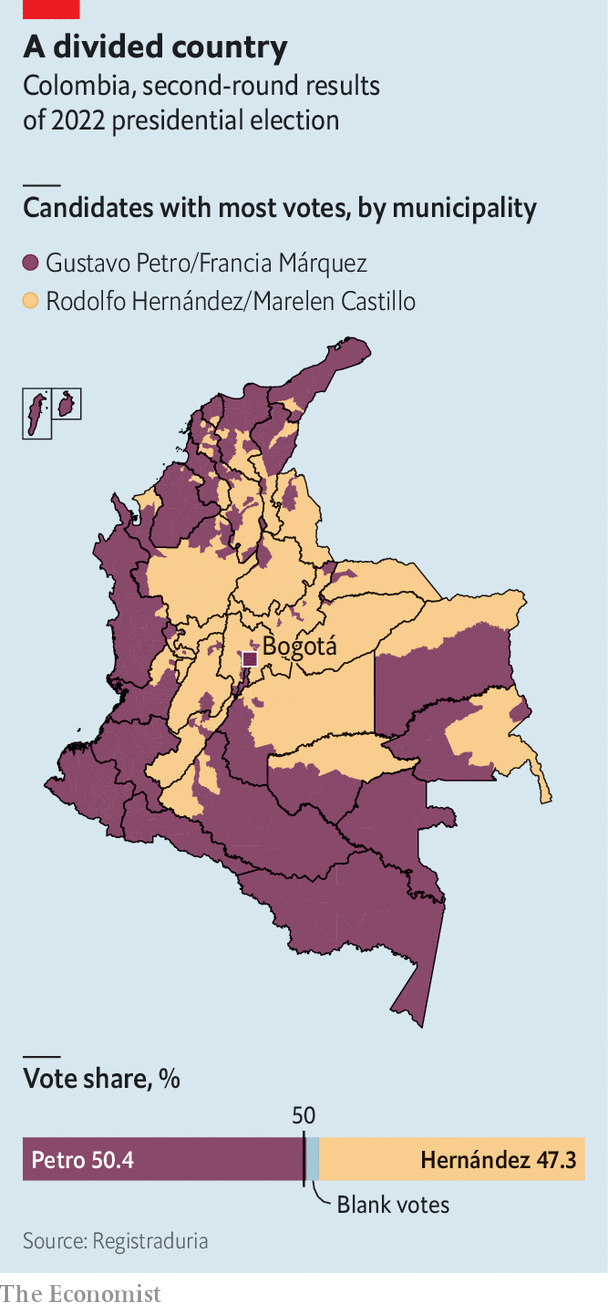 A divided country
Colombia, second-round results
of 2022 presidential election
Candidates with most votes, by municipality
Gustavo Petro/Francia Márquez
Rodolfo Hernández/Marelen Castillo
Bogotá
Vote share, %
50
Petro 50.4
Hernández 47.3
Blank votes
Source: Registraduria
The Economist